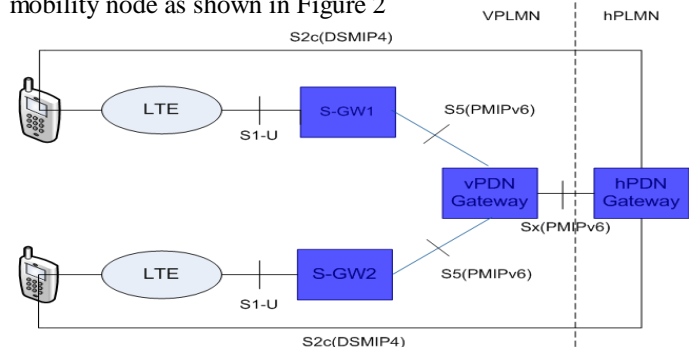 mobility node as shown in Figure 2
VPLMN
hPLMN
S2c(DSMIP4)
LTE
S-GW1
S1-U
S5(PMIPv6)
vPDN
Gateway
hPDN
Gateway
Sx(PMIPv6)
LTE
S-GW2
S1-U
S5(PMIPv6)
S2c(DSMIP4)